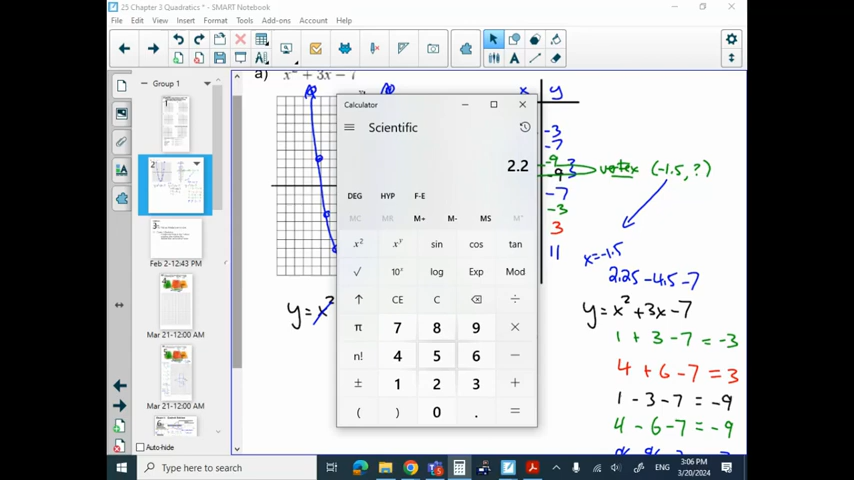 25 Chapter 3 Quadratics * - SMART Notebook
File Edit View Insert Format Tools Add-ons Account Help
Group 1
a) x² + 3x - 7
1
2
Feb 2-12:43 PM
Mar 21-12:00 AM
Mar 21-12:00 AM
Auto-hide
Calculator
Scientific
2.2
DEG HYP F-E
MC MR M+ M- MS M˅
x² xʸ sin cos tan
√ 10ˣ log Exp Mod
↑ CE C ÷
π 7 8 9 ×
n! 4 5 6 −
± 1 2 3 +
( ) 0 . =
x y
-3
-7
-9
-9
-7
-3
3
11
vertex (-1.5, ?)
x=-1.5
2.25 -4.5 -7
y = x²
y = x² + 3x - 7
1 + 3 - 7 = -3
4 + 6 - 7 = 3
1 - 3 - 7 = -9
4 - 6 - 7 = -9
Type here to search
ENG
3:06 PM
3/20/2024